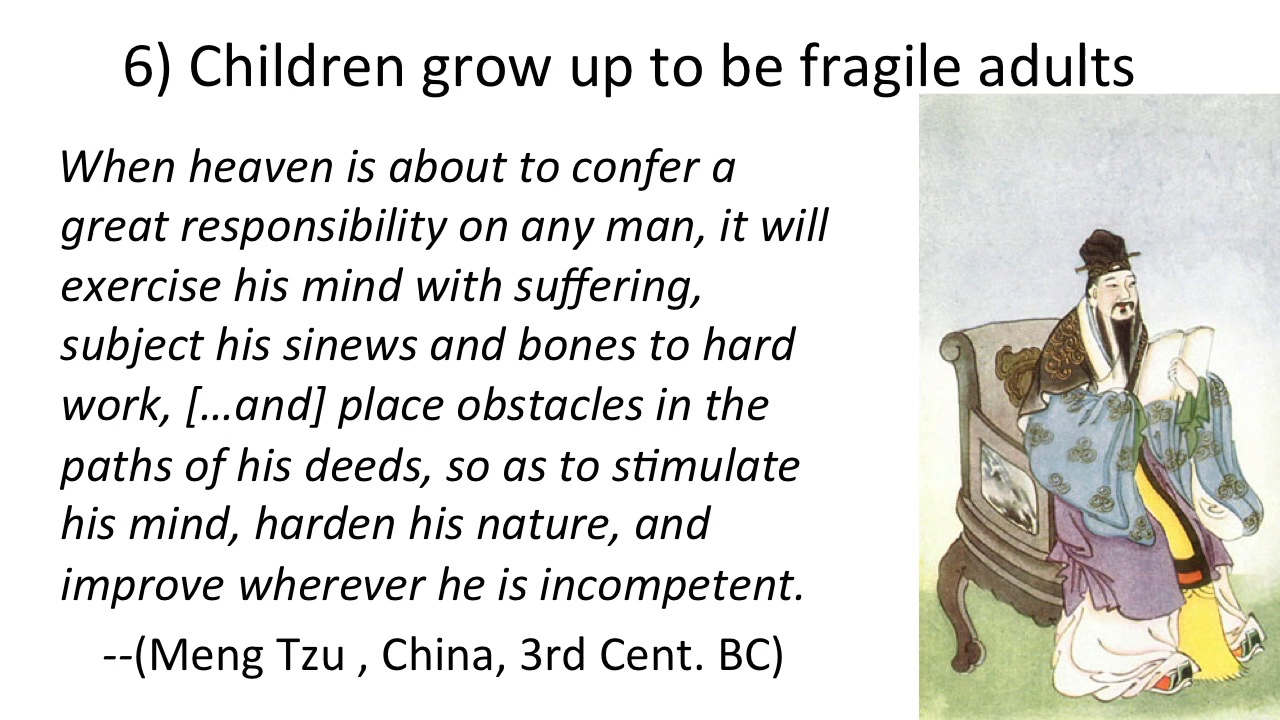 6) Children grow up to be fragile adults
When heaven is about to confer a
great responsibility on any man, it will
exercise his mind with suffering,
subject his sinews and bones to hard
work, […and] place obstacles in the
paths of his deeds, so as to stimulate
his mind, harden his nature, and
improve wherever he is incompetent.
--(Meng Tzu , China, 3rd Cent. BC)